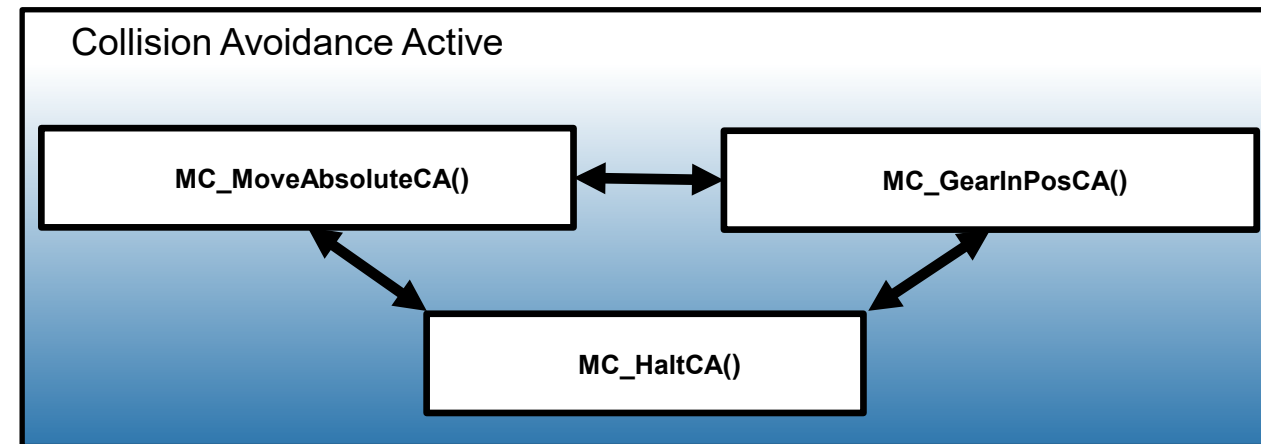 Collision Avoidance Active
MC_MoveAbsoluteCA()
MC_GearInPosCA()
MC_HaltCA()